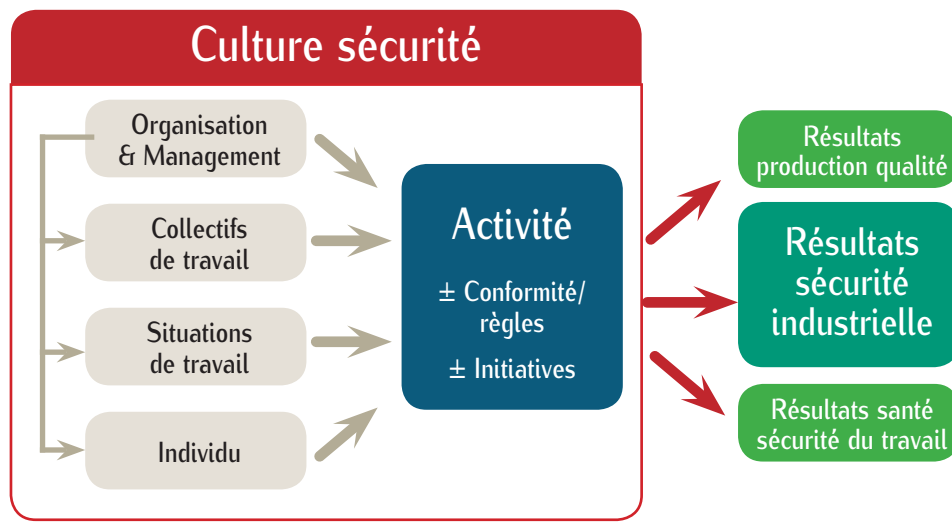 Culture sécurité
Organisation
& Management
Collectifs
de travail
Situations
de travail
Individu
Activité
± Conformité/
règles
± Initiatives
Résultats
production qualité
Résultats
sécurité
industrielle
Résultats santé
sécurité du travail